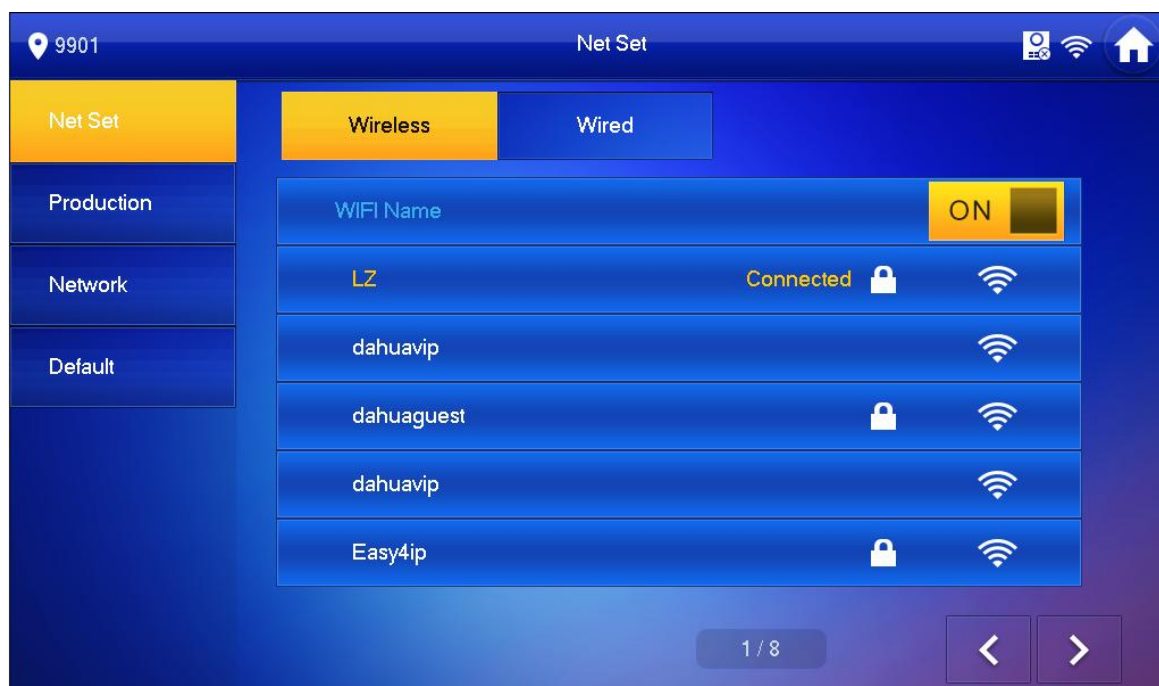 9901
Net Set
Net Set
Production
Network
Default
Wireless
Wired
WIFI Name
ON
LZ
Connected
dahuavip
dahuaguest
dahuavip
Easy4ip
1 / 8